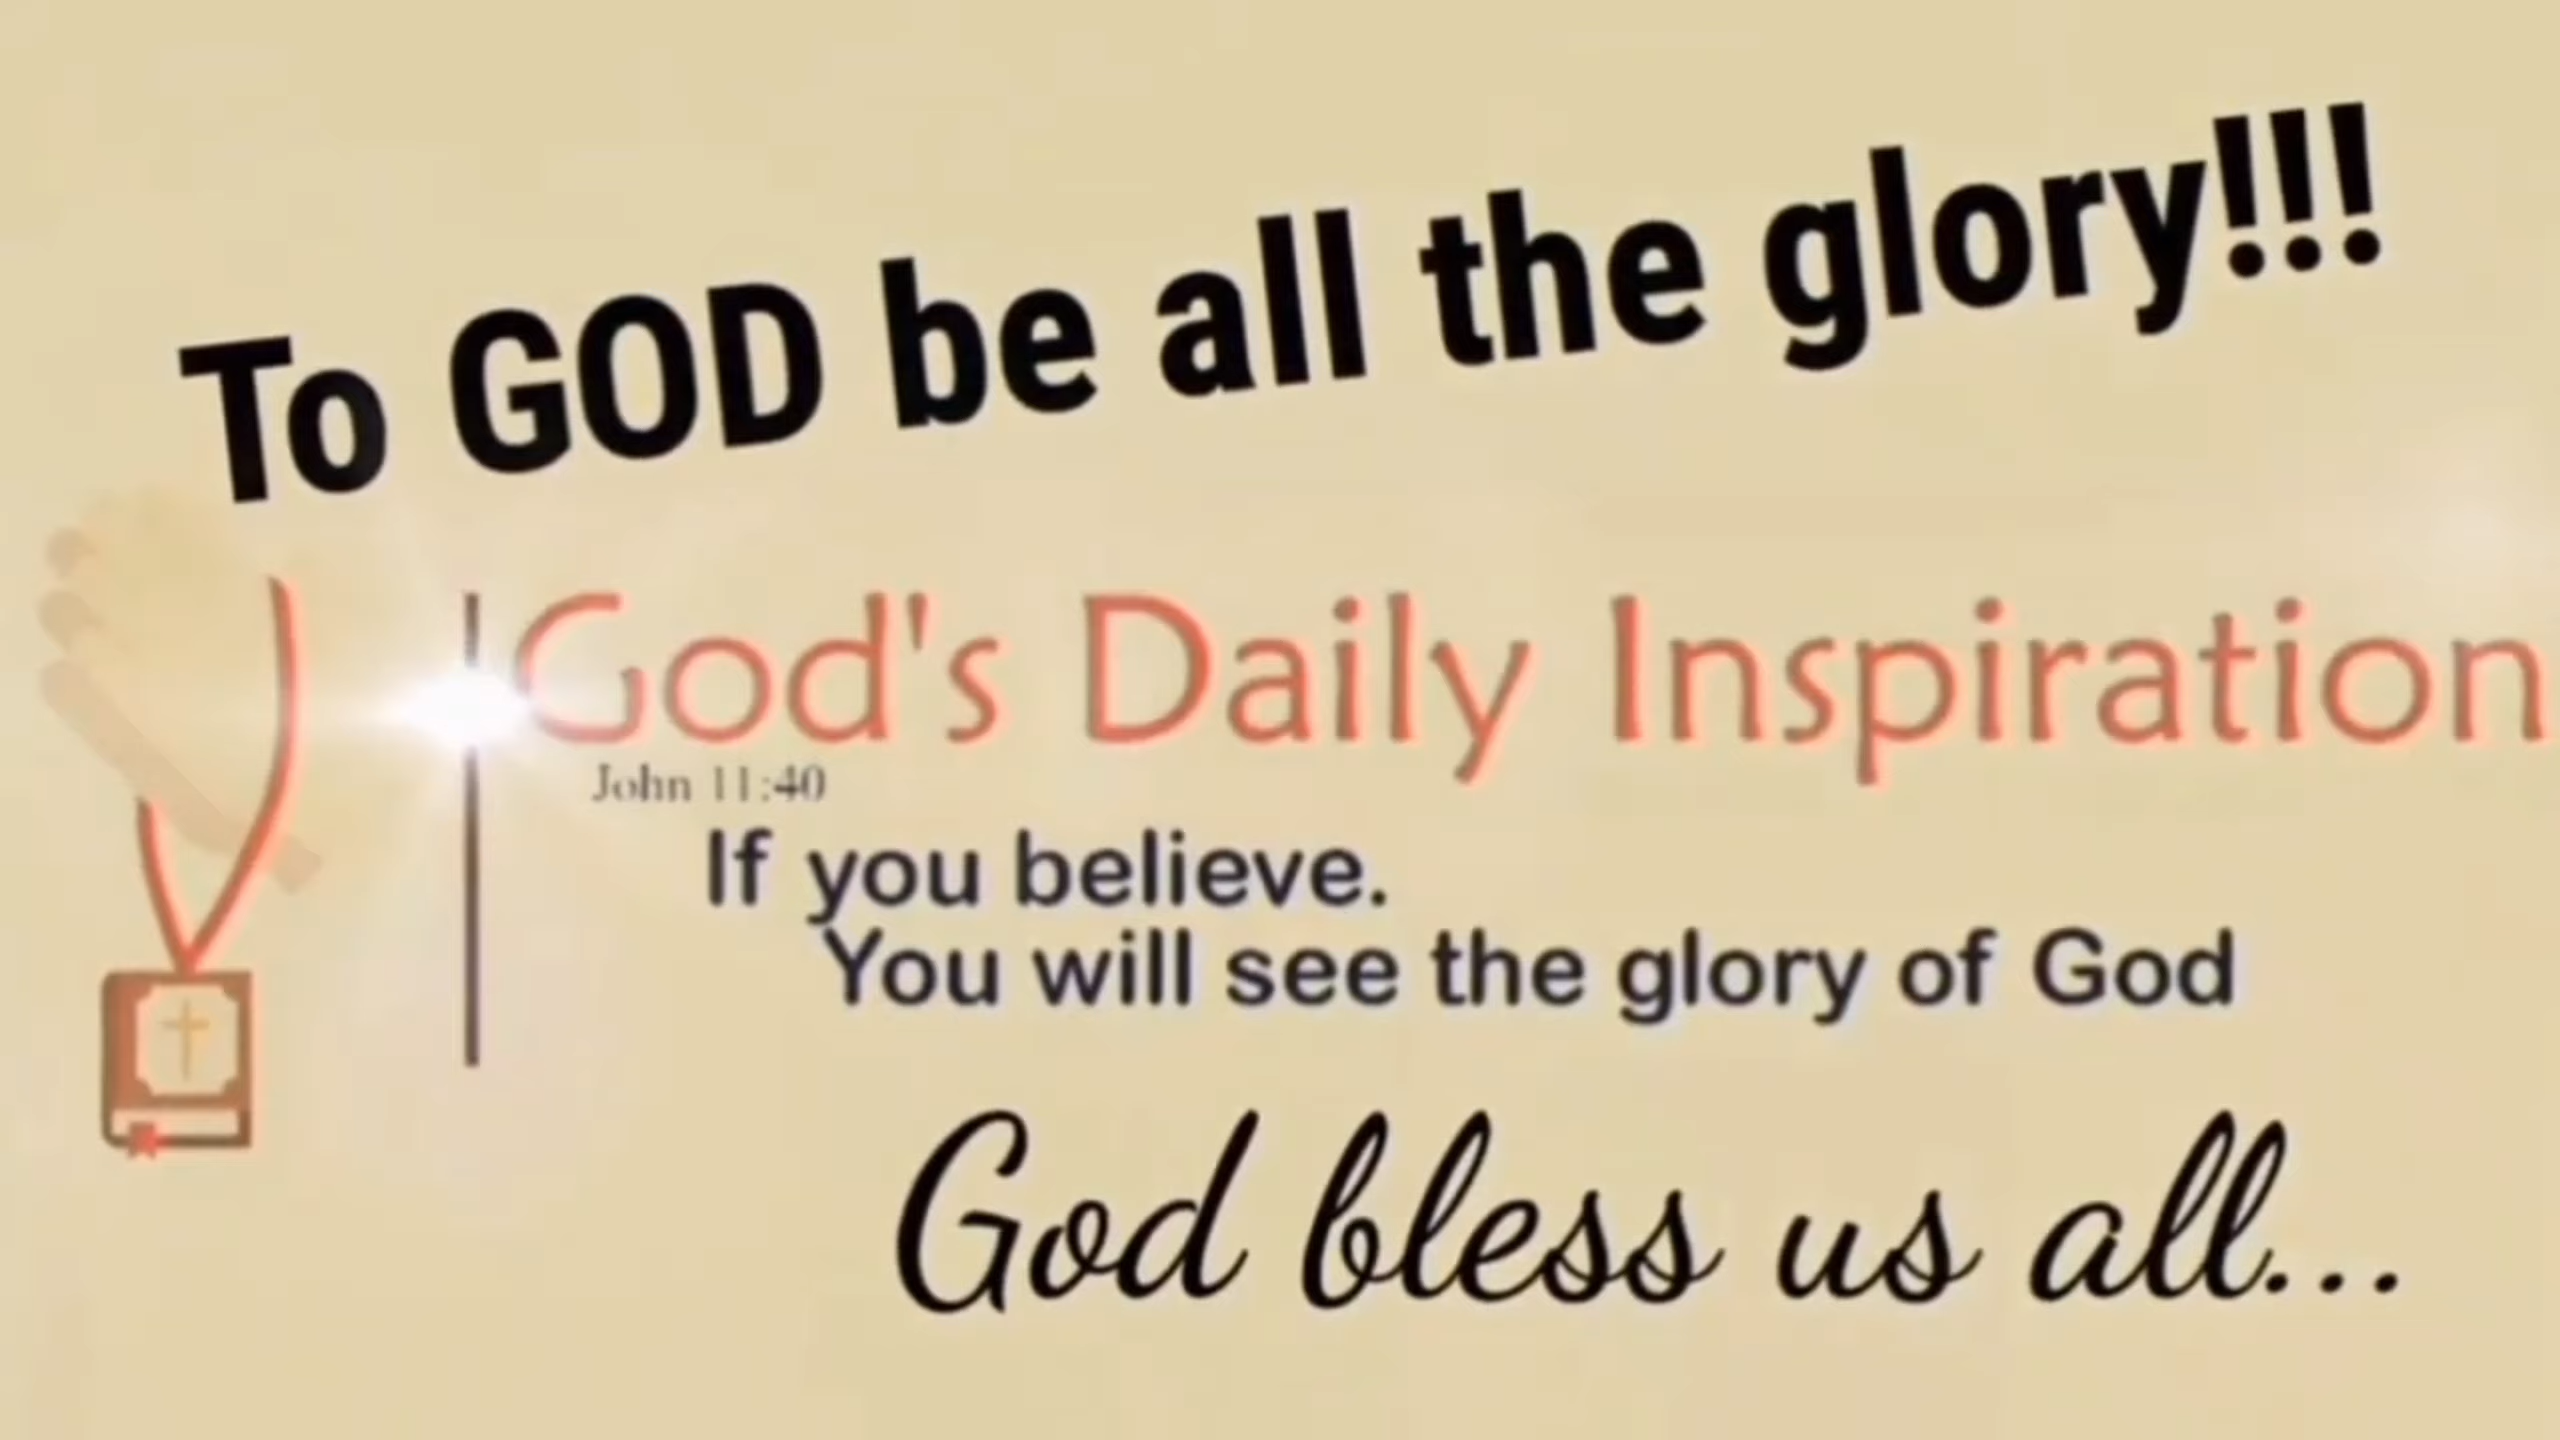 To GOD be all the glory!!!
God's Daily Inspiration
John 11:40
If you believe.
You will see the glory of God
God bless us all...